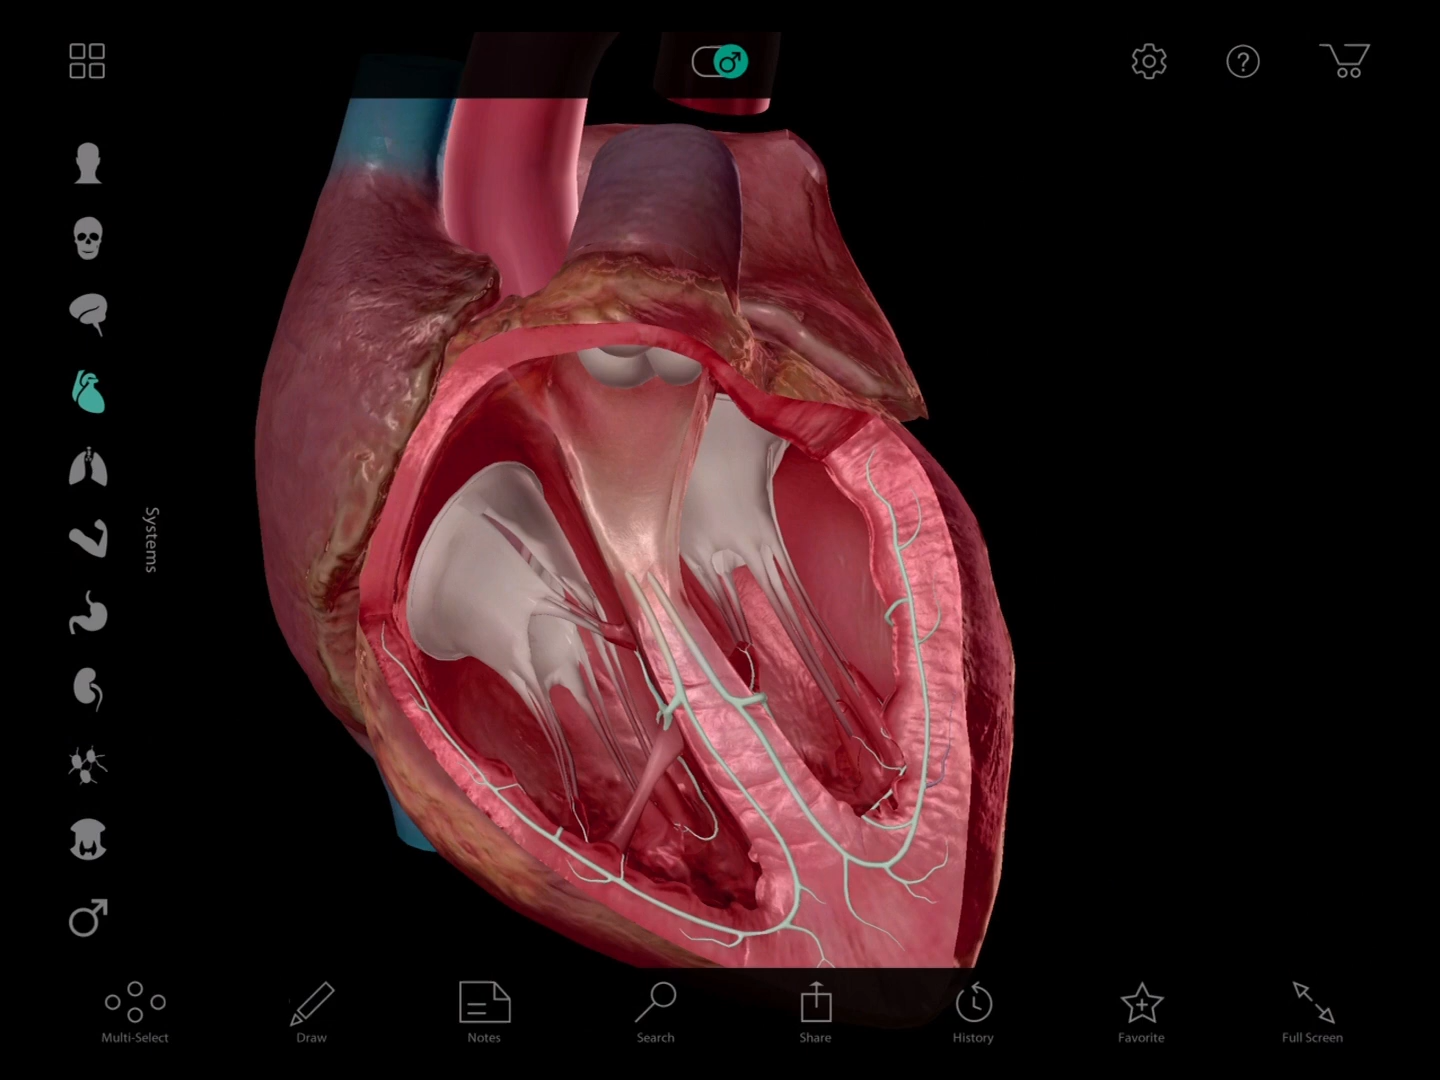 Systems
Multi-Select
Draw
Notes
Search
Share
History
Favorite
Full Screen